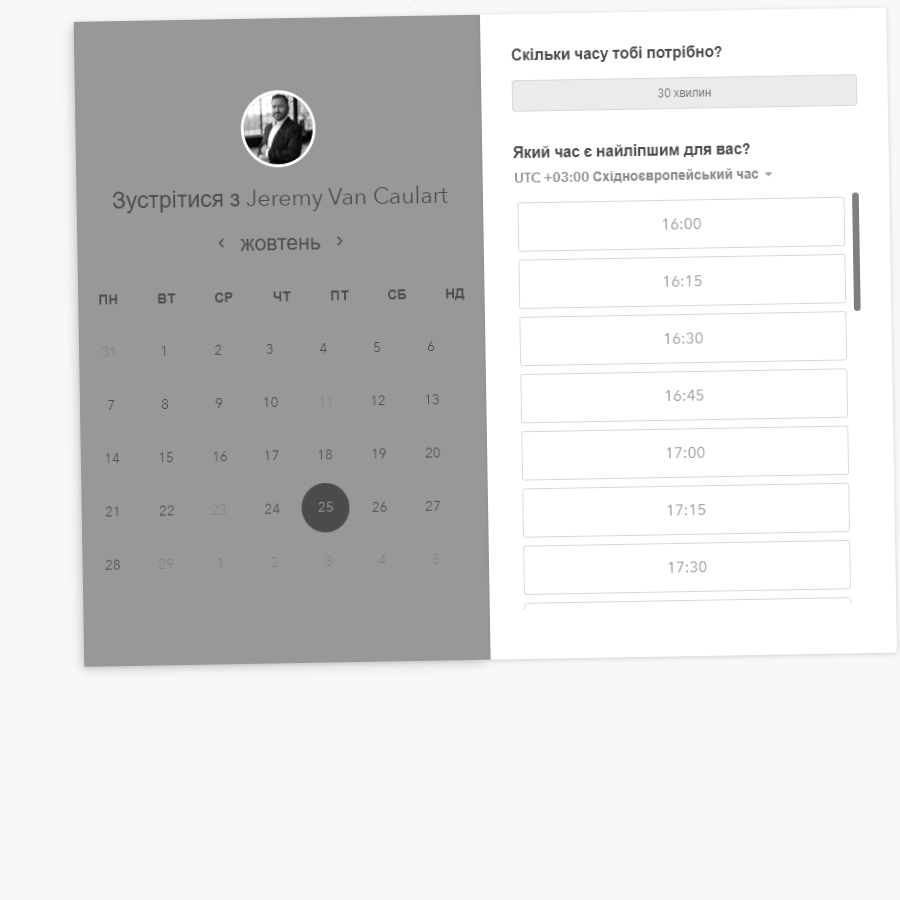 Зустрітися з Jeremy Van Caulart
‹ жовтень ›
ПН ВТ СР ЧТ ПТ СБ НД
31 1 2 3 4 5 6
7 8 9 10 11 12 13
14 15 16 17 18 19 20
21 22 23 24 25 26 27
28 29 1 2 3 4 5
Скільки часу тобі потрібно?
30 хвилин
Який час є найліпшим для вас?
UTC +03:00 Східноєвропейський час
16:00
16:15
16:30
16:45
17:00
17:15
17:30